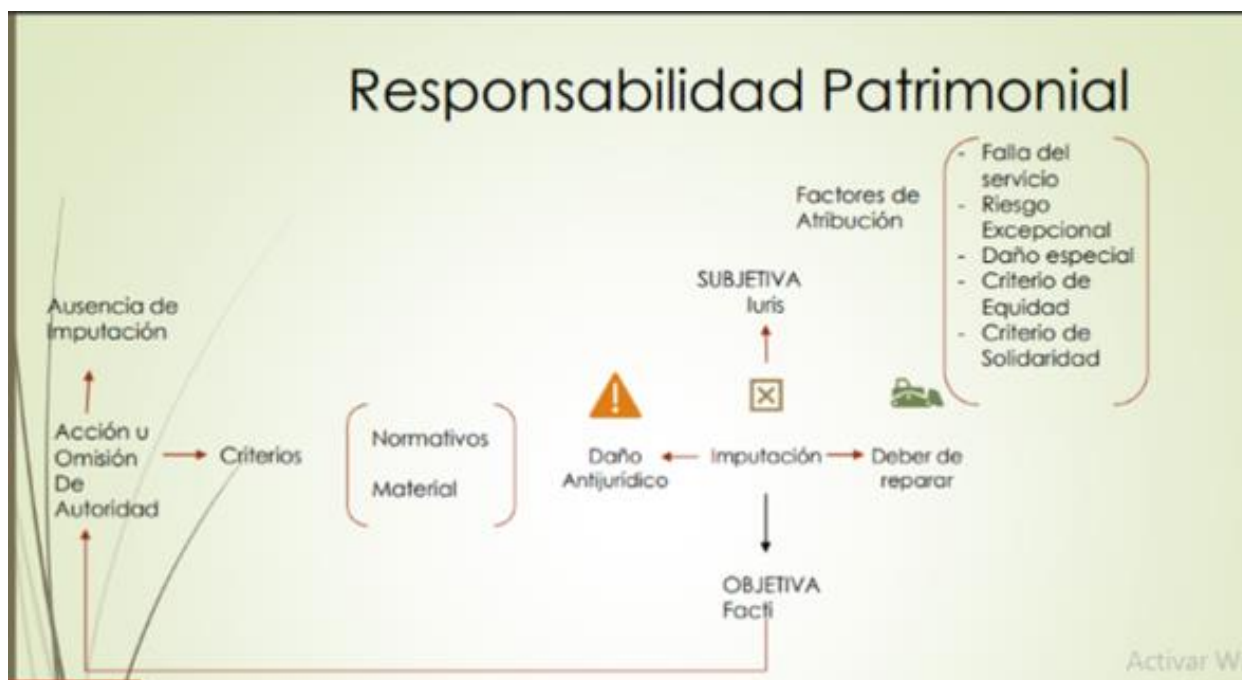 Responsabilidad Patrimonial
- Falla del
servicio
- Riesgo
Excepcional
- Daño especial
- Criterio de
Equidad
- Criterio de
Solidaridad
Factores de
Atribución
SUBJETIVA
Iuris
Ausencia de
Imputación
Acción u
Omisión
De
Autoridad
Criterios
Normativos
Material
Daño
Antijurídico
Imputación
Deber de
reparar
OBJETIVA
Facti
Activar W